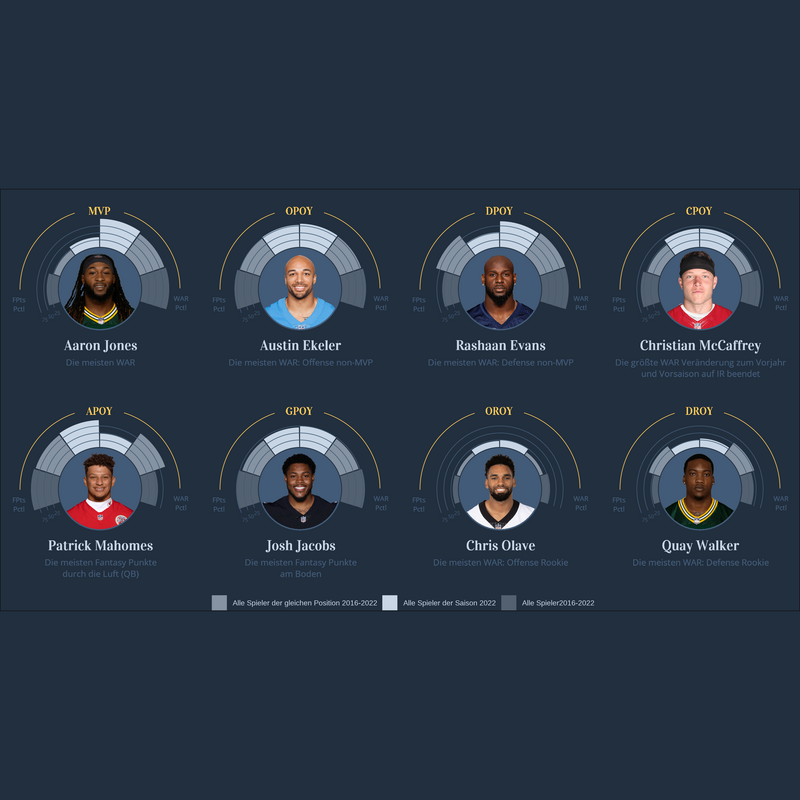 MVP
OPOY
DPOY
CPOY
FPts
Pctl
WAR
Pctl
FPts
Pctl
WAR
Pctl
FPts
Pctl
WAR
Pctl
FPts
Pctl
WAR
Pctl
Aaron Jones
Austin Ekeler
Rashaan Evans
Christian McCaffrey
Die meisten WAR
Die meisten WAR: Offense non-MVP
Die meisten WAR: Defense non-MVP
Die größte WAR Veränderung zum Vorjahr
und Vorsaison auf IR beendet
APOY
GPOY
OROY
DROY
FPts
Pctl
WAR
Pctl
FPts
Pctl
WAR
Pctl
FPts
Pctl
WAR
Pctl
FPts
Pctl
WAR
Pctl
Patrick Mahomes
Josh Jacobs
Chris Olave
Quay Walker
Die meisten Fantasy Punkte
durch die Luft (QB)
Die meisten Fantasy Punkte
am Boden
Die meisten WAR: Offense Rookie
Die meisten WAR: Defense Rookie
Alle Spieler der gleichen Position 2016-2022
Alle Spieler der Saison 2022
Alle Spieler2016-2022